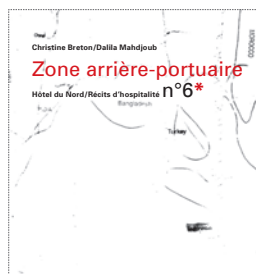 Christine Breton/Dalila Mahdjoub
Zone arrière-portuaire
Hôtel du Nord/Récits d'hospitalité n°6*
Bangladesh
Turkey